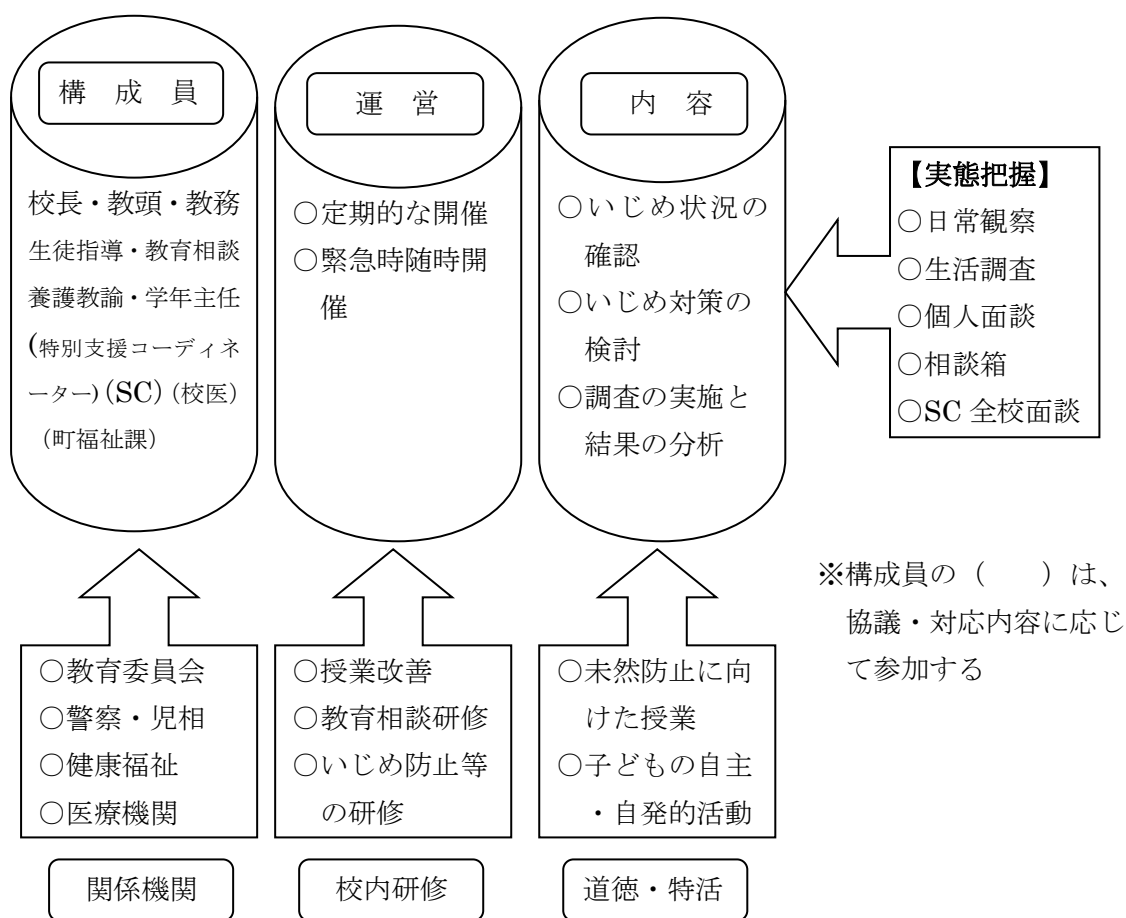 構 成 員
校長・教頭・教務
生徒指導・教育相談
養護教諭・学年主任
(特別支援コーディネ
ーター)(SC)(校医)
(町福祉課)
運 営
○定期的な開催
○緊急時随時開
催
内 容
○いじめ状況の
確認
○いじめ対策の
検討
○調査の実施と
結果の分析
【実態把握】
○日常観察
○生活調査
○個人面談
○相談箱
○SC 全校面談
※構成員の(　　)は、
協議・対応内容に応じ
て参加する
○教育委員会
○警察・児相
○健康福祉
○医療機関
関係機関
○授業改善
○教育相談研修
○いじめ防止等
の研修
校内研修
○未然防止に向
けた授業
○子どもの自主
・自発的活動
道徳・特活